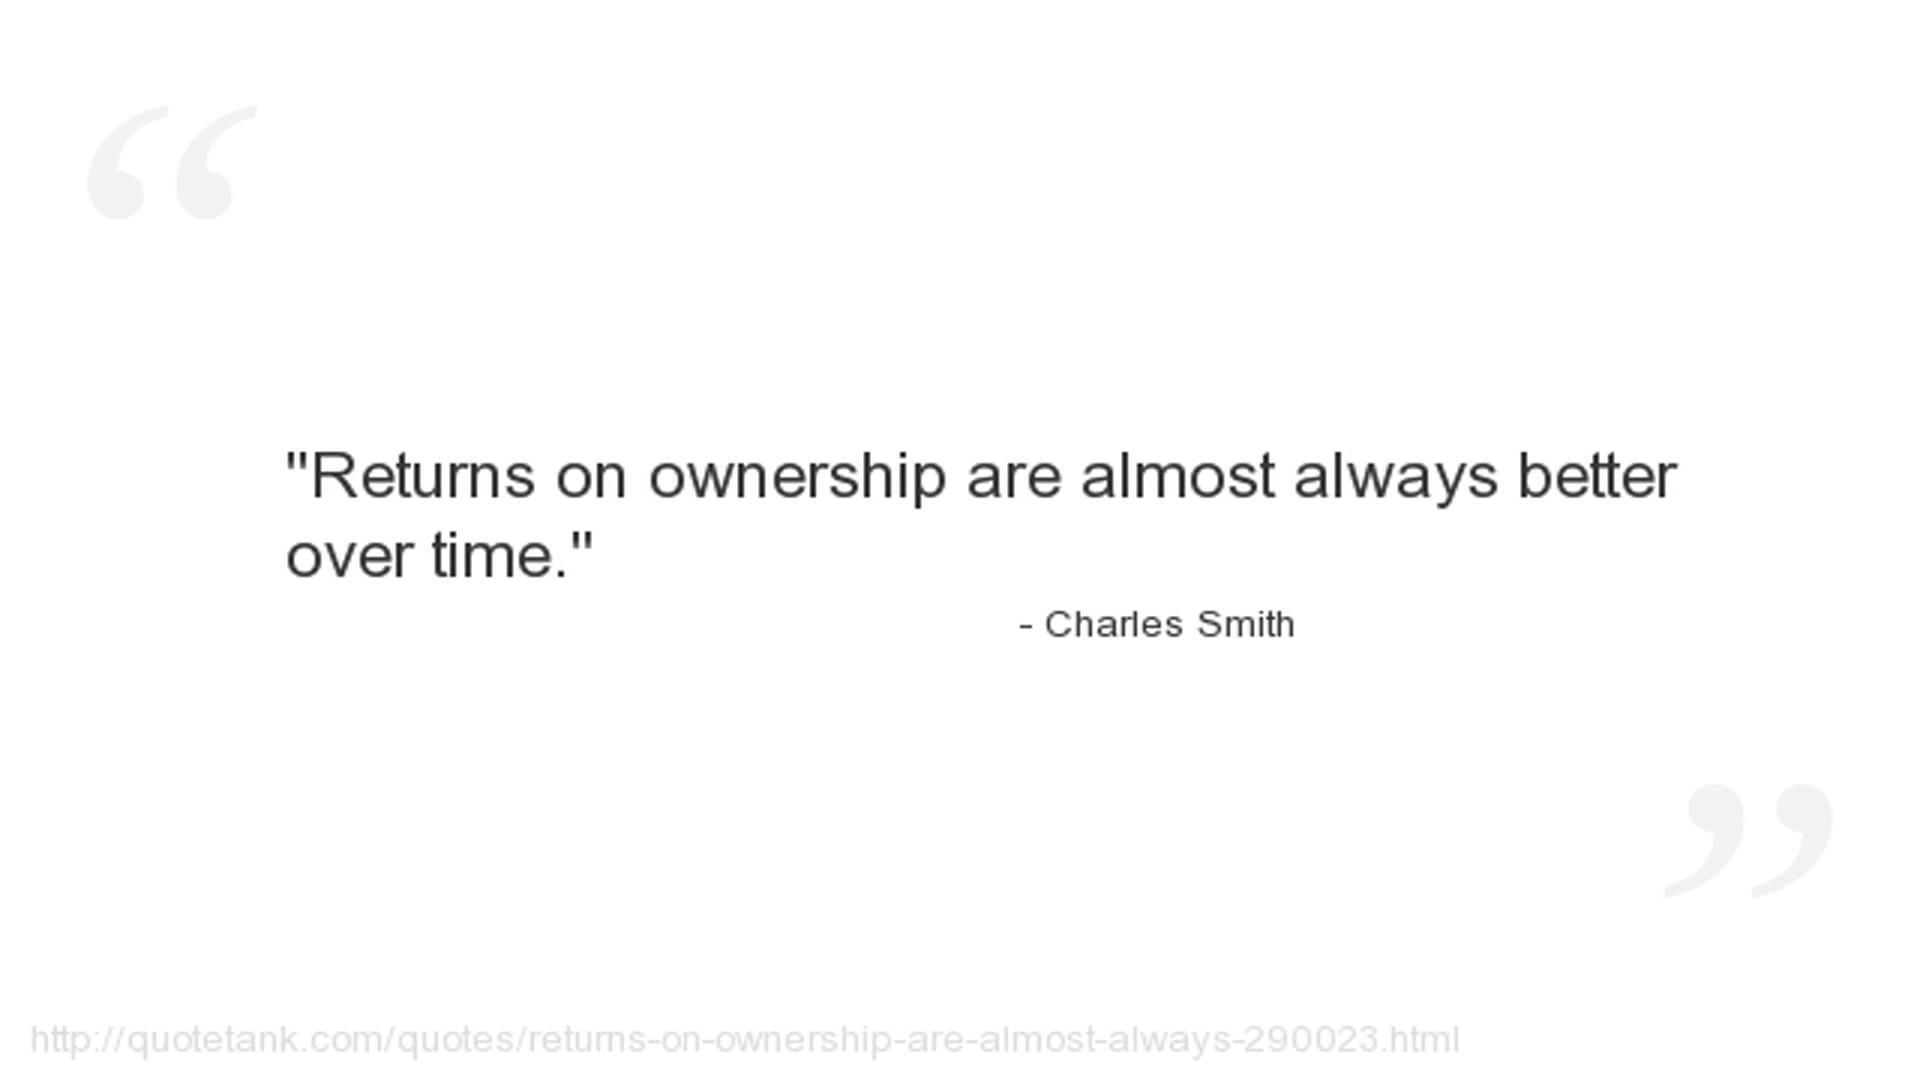 "Returns on ownership are almost always better
over time."
- Charles Smith
http://quotetank.com/quotes/returns-on-ownership-are-almost-always-290023.html